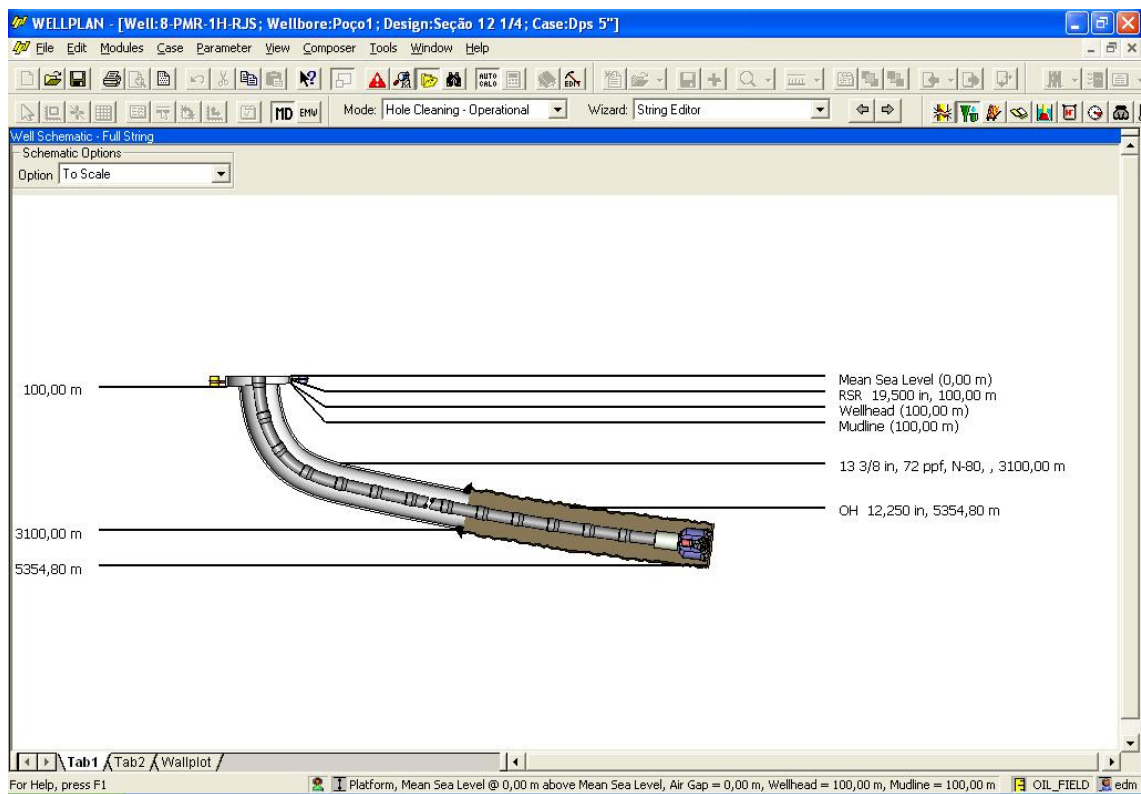 WELLPLAN - [Well:8-PMR-1H-RJS; Wellbore:Poço1; Design:Seção 12 1/4; Case:Dps 5"]
File Edit Modules Case Parameter View Composer Tools Window Help
AUTO CALC
MD EMW Mode: Hole Cleaning - Operational Wizard: String Editor
Well Schematic - Full String
Schematic Options
Option To Scale
100,00 m
Mean Sea Level (0,00 m)
RSR 19,500 in, 100,00 m
Wellhead (100,00 m)
Mudline (100,00 m)
13 3/8 in, 72 ppf, N-80, , 3100,00 m
OH 12,250 in, 5354,80 m
3100,00 m
5354,80 m
Tab1 Tab2 Wallplot
For Help, press F1 Platform, Mean Sea Level @ 0,00 m above Mean Sea Level, Air Gap = 0,00 m, Wellhead = 100,00 m, Mudline = 100,00 m OIL_FIELD edm